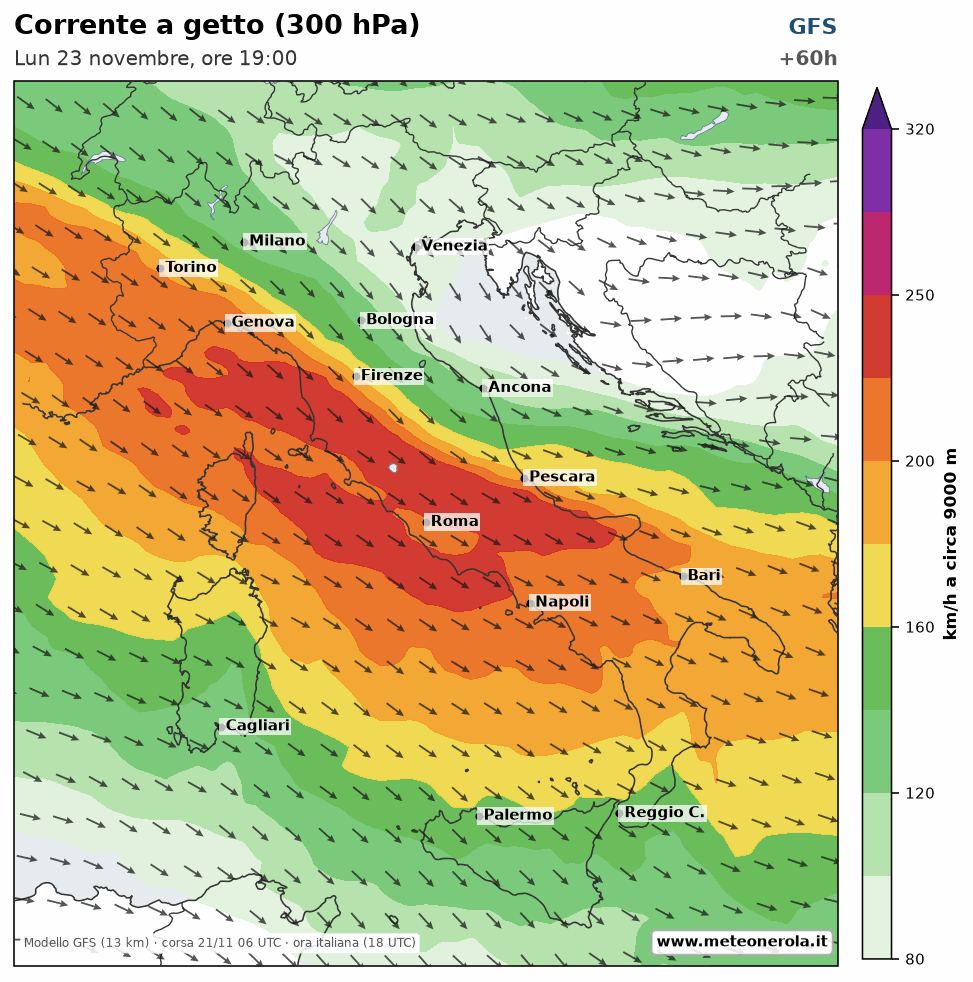 Corrente a getto (300 hPa)
GFS
Lun 23 novembre, ore 19:00
+60h
320
Milano
Venezia
Torino
250
Genova
Bologna
Firenze
Ancona
200
Pescara
Roma
km/h a circa 9000 m
Bari
Napoli
160
Cagliari
120
Palermo
Reggio C.
Modello GFS (13 km) · corsa 21/11 06 UTC · ora italiana (18 UTC)
www.meteonerola.it
80